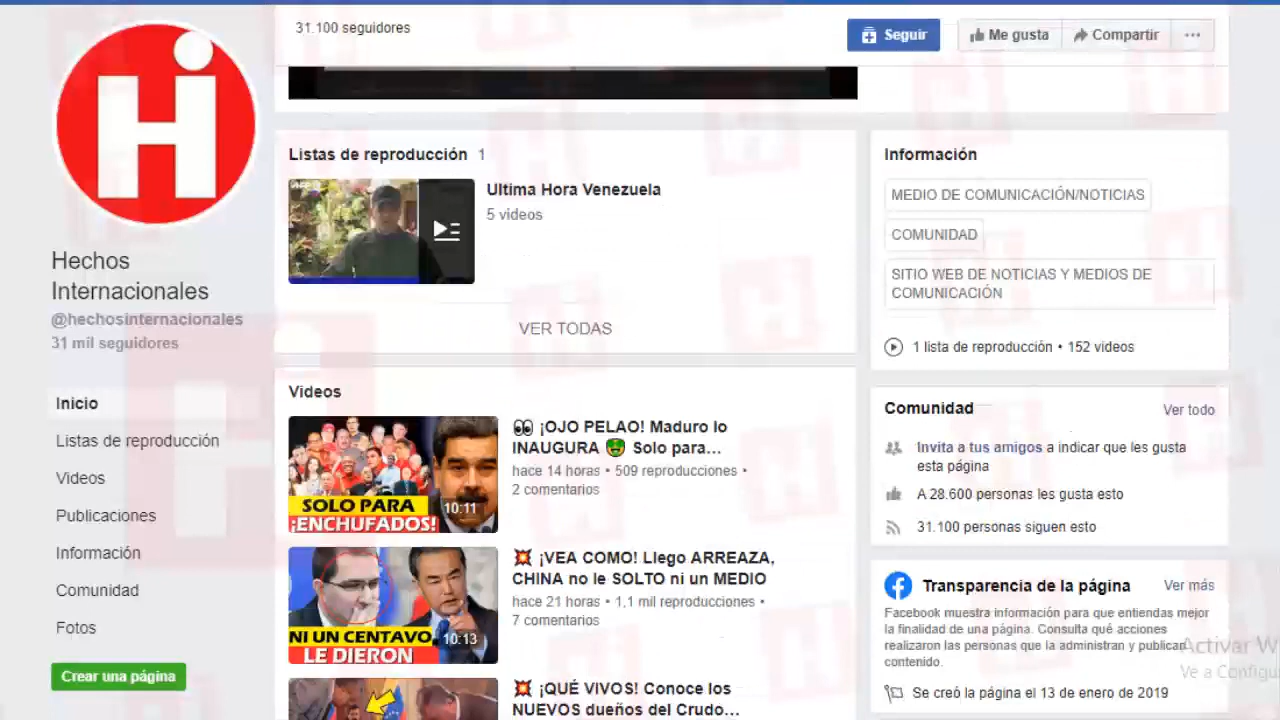 Hi
31.100 seguidores
Seguir
Me gusta
Compartir
Hechos
Internacionales
@hechosinternacionales
31 mil seguidores
Inicio
Listas de reproducción
Videos
Publicaciones
Información
Comunidad
Fotos
Crear una página
Listas de reproducción 1
Ultima Hora Venezuela
5 videos
VER TODAS
Videos
SOLO PARA
¡ENCHUFADOS!
10:11
👀 ¡OJO PELAO! Maduro lo
INAUGURA 🤑 Solo para...
hace 14 horas • 509 reproducciones •
2 comentarios
NI UN CENTAVO
LE DIERON
10:13
💥 ¡VEA COMO! Llego ARREAZA,
CHINA no le SOLTO ni un MEDIO
hace 21 horas • 1,1 mil reproducciones •
7 comentarios
💥 ¡QUÉ VIVOS! Conoce los
NUEVOS dueños del Crudo...
Información
MEDIO DE COMUNICACIÓN/NOTICIAS
COMUNIDAD
SITIO WEB DE NOTICIAS Y MEDIOS DE
COMUNICACIÓN
1 lista de reproducción • 152 videos
Comunidad
Ver todo
Invita a tus amigos a indicar que les gusta
esta página
A 28.600 personas les gusta esto
31.100 personas siguen esto
Transparencia de la página
Ver más
Facebook muestra información para que entiendas mejor
la finalidad de una página. Consulta qué acciones
realizaron las personas que la administran y publican
contenido.
Se creó la página el 13 de enero de 2019
Activar W
Ve a Configu